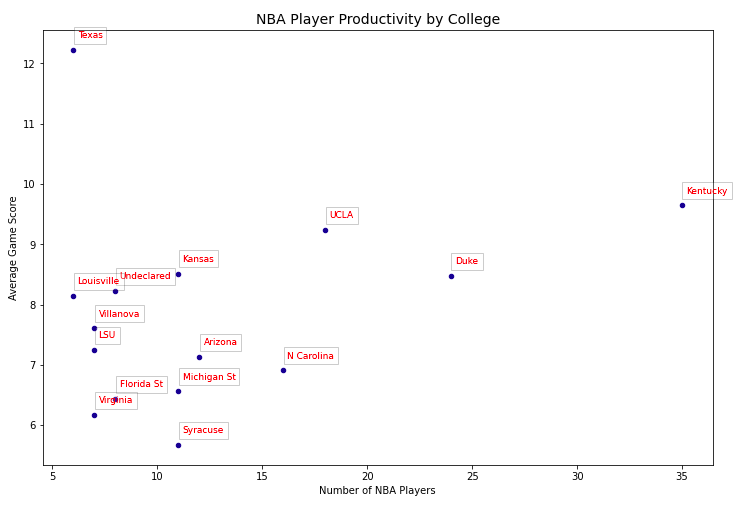 NBA Player Productivity by College
Texas
12
11
10
9
8
7
6
Average Game Score
Kentucky
UCLA
Duke
Kansas
Undeclared
Louisville
Villanova
LSU
Arizona
N Carolina
Michigan St
Florida St
Virginia
Syracuse
5
10
15
20
25
30
35
Number of NBA Players